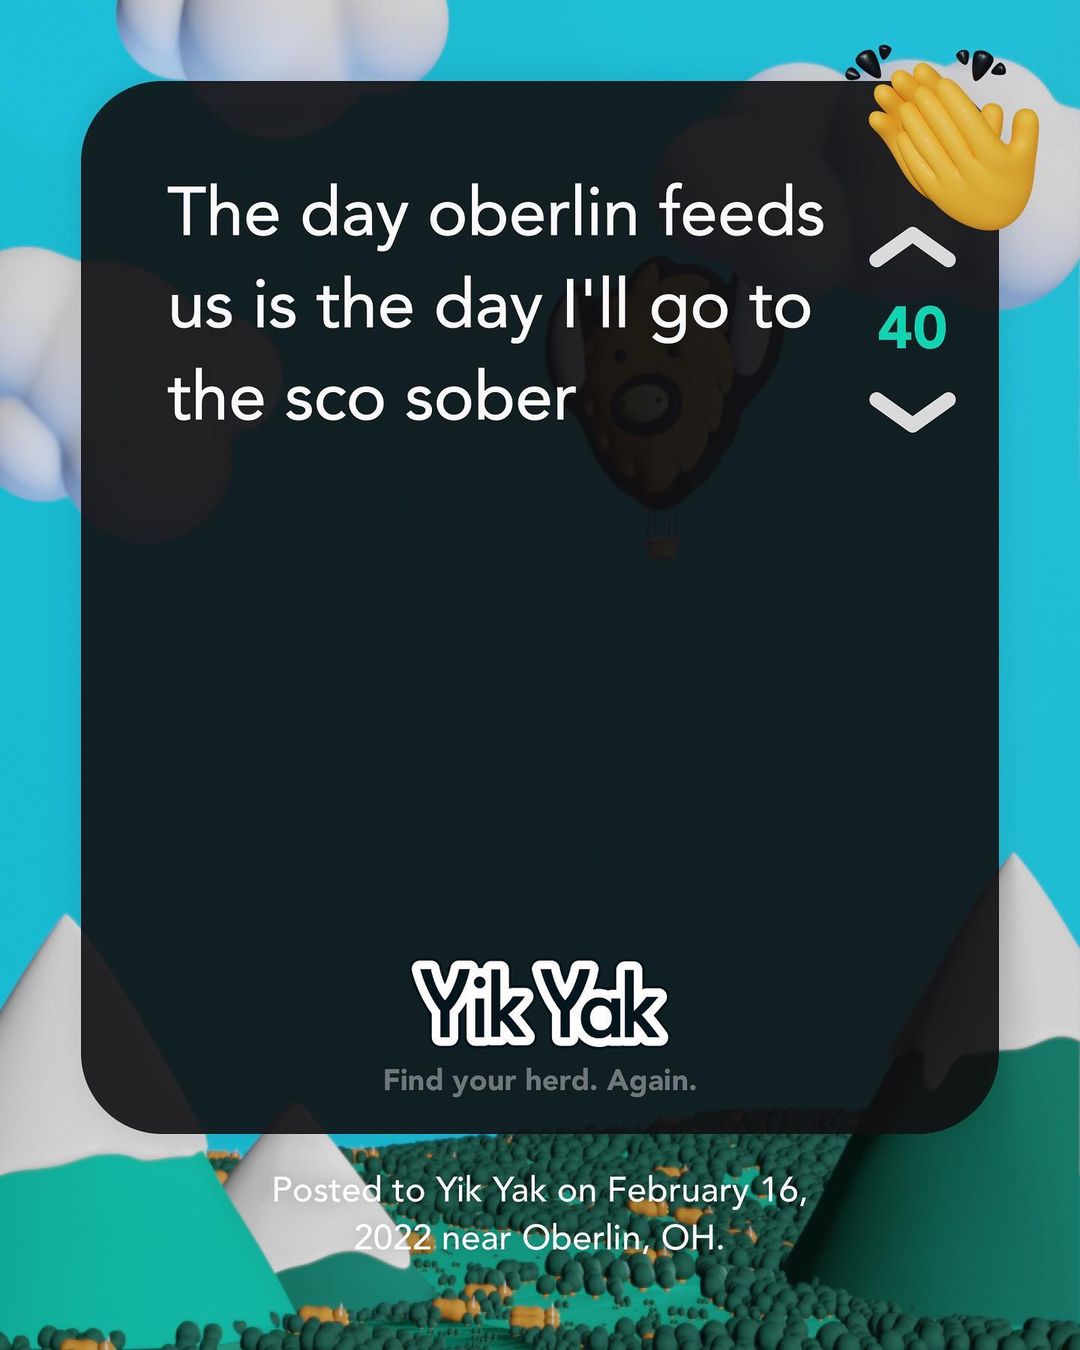 The day oberlin feeds
us is the day I'll go to
the sco sober
40
Yik Yak
Find your herd. Again.
Posted to Yik Yak on February 16,
2022 near Oberlin, OH.